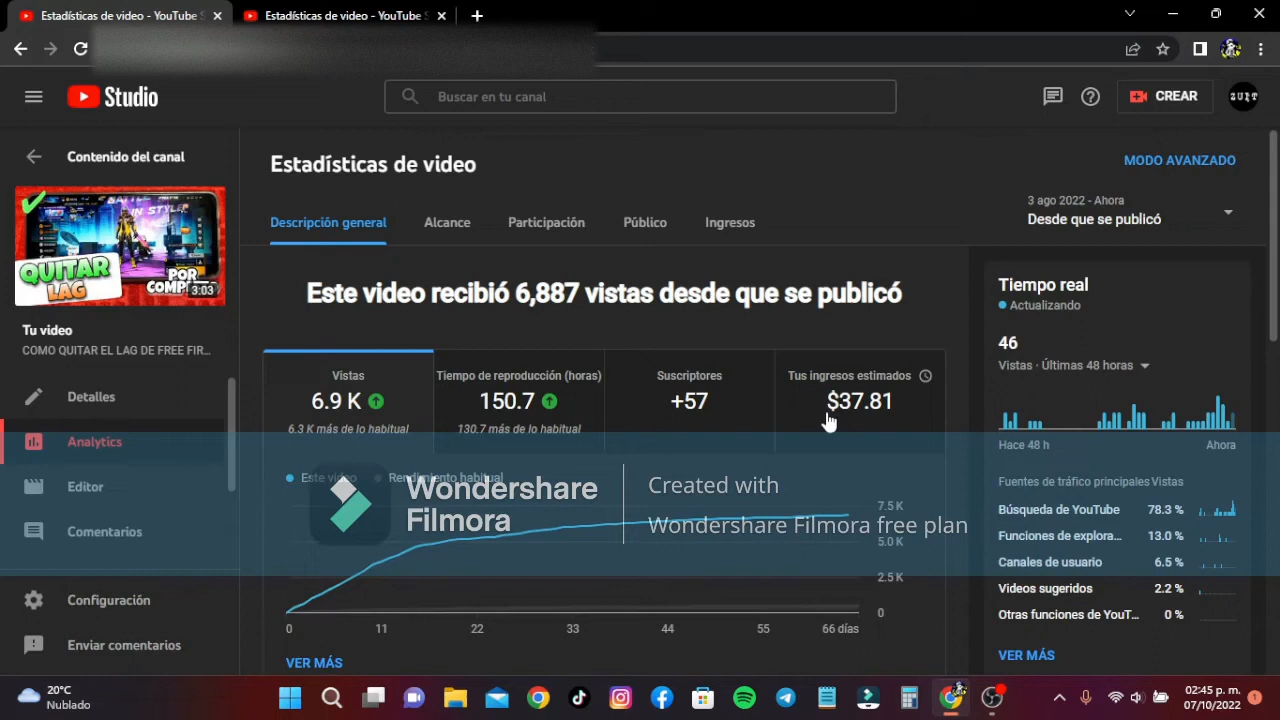 Estadísticas de video - YouTube S
Estadísticas de video - YouTube S
Studio
Buscar en tu canal
CREAR
ZURT
Contenido del canal
Estadísticas de video
MODO AVANZADO
3 ago 2022 - Ahora
Desde que se publicó
Descripción general
Alcance
Participación
Público
Ingresos
QUITAR
LAG
POR
3:03
Este video recibió 6,887 vistas desde que se publicó
Tiempo real
Actualizando
46
Vistas · Últimas 48 horas
Tu video
COMO QUITAR EL LAG DE FREE FIR...
Vistas
6.9 K
6.3 K más de lo habitual
Tiempo de reproducción (horas)
150.7
130.7 más de lo habitual
Suscriptores
+57
Tus ingresos estimados
$37.81
Detalles
Analytics
Editor
Comentarios
Configuración
Enviar comentarios
Hace 48 h
Ahora
Este video
Rendimiento habitual
Wondershare
Filmora
Created with
Wondershare Filmora free plan
7.5 K
5.0 K
2.5 K
0
0
11
22
33
44
55
66 días
VER MÁS
Fuentes de tráfico principales Vistas
Búsqueda de YouTube 78.3 %
Funciones de explora... 13.0 %
Canales de usuario 6.5 %
Videos sugeridos 2.2 %
Otras funciones de YouT... 0 %
VER MÁS
20°C
Nublado
02:45 p. m.
07/10/2022
1